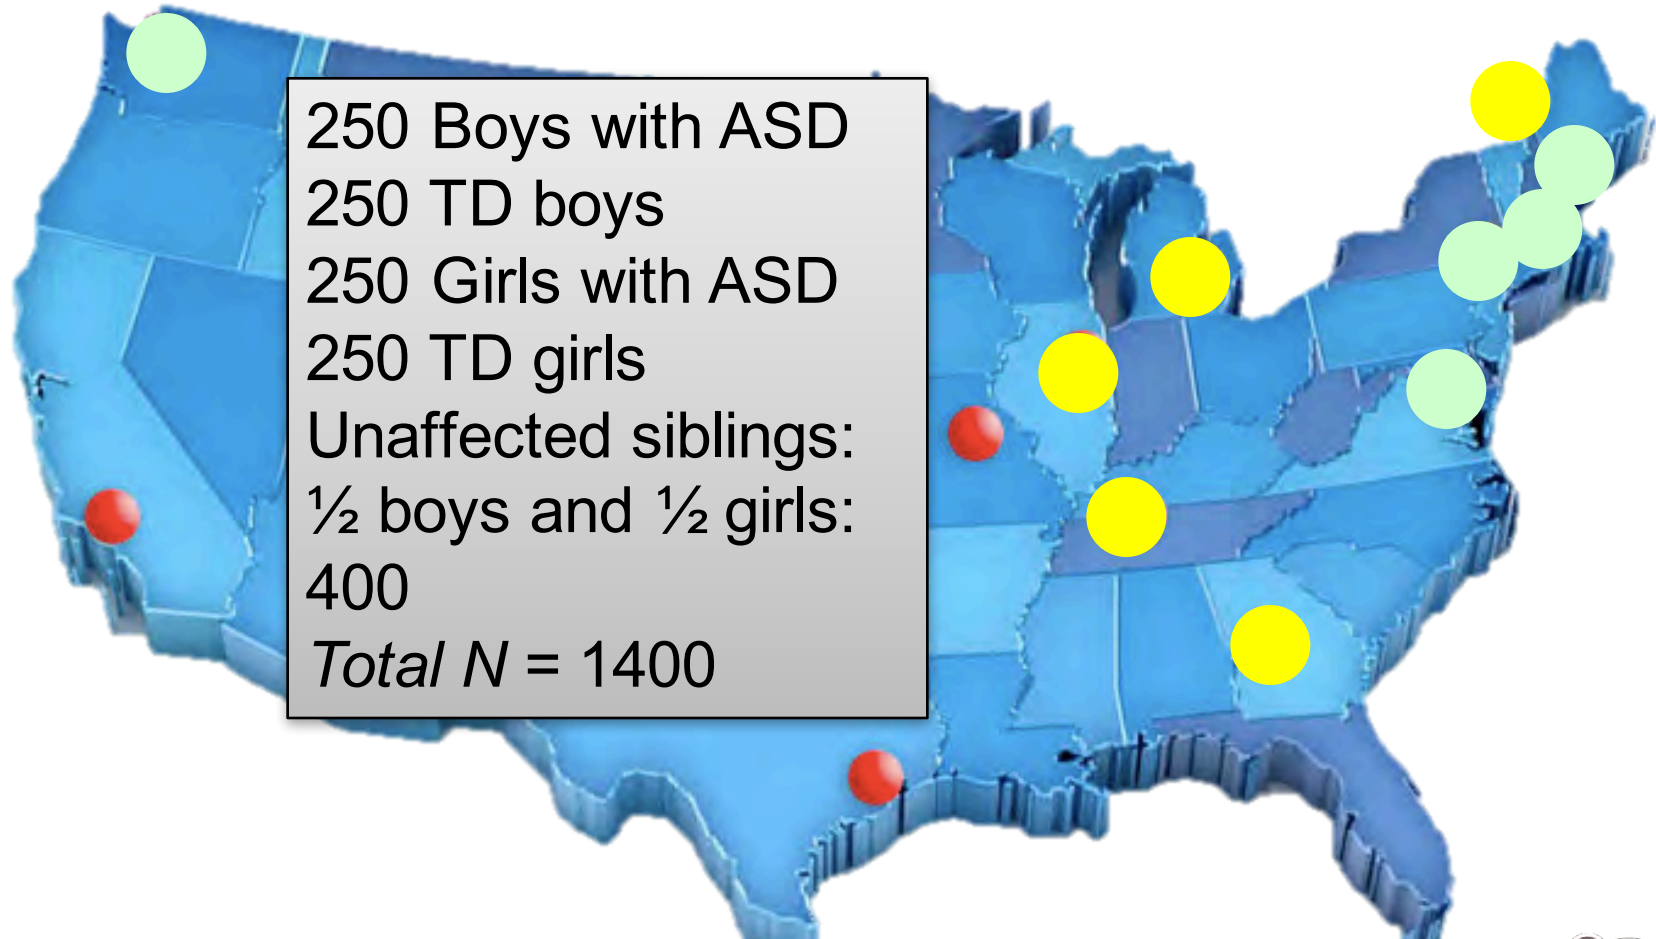 250 Boys with ASD
250 TD boys
250 Girls with ASD
250 TD girls
Unaffected siblings:
½ boys and ½ girls:
400
Total N = 1400